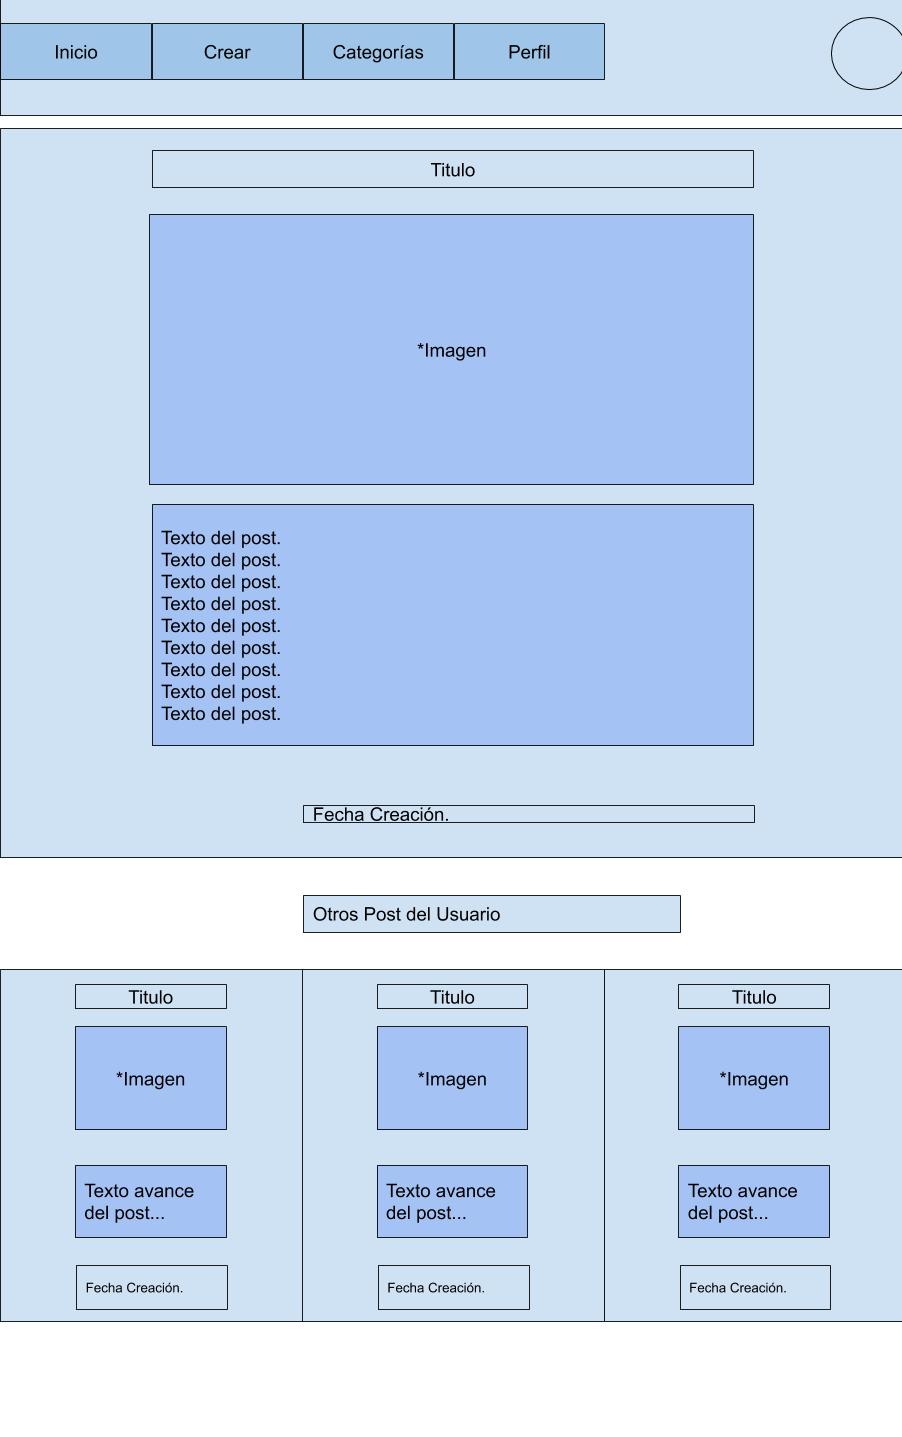 Inicio
Crear
Categorías
Perfil
Titulo
*Imagen
Texto del post.
Texto del post.
Texto del post.
Texto del post.
Texto del post.
Texto del post.
Texto del post.
Texto del post.
Texto del post.
Fecha Creación.
Otros Post del Usuario
Titulo
*Imagen
Texto avance
del post...
Fecha Creación.
Titulo
*Imagen
Texto avance
del post...
Fecha Creación.
Titulo
*Imagen
Texto avance
del post...
Fecha Creación.